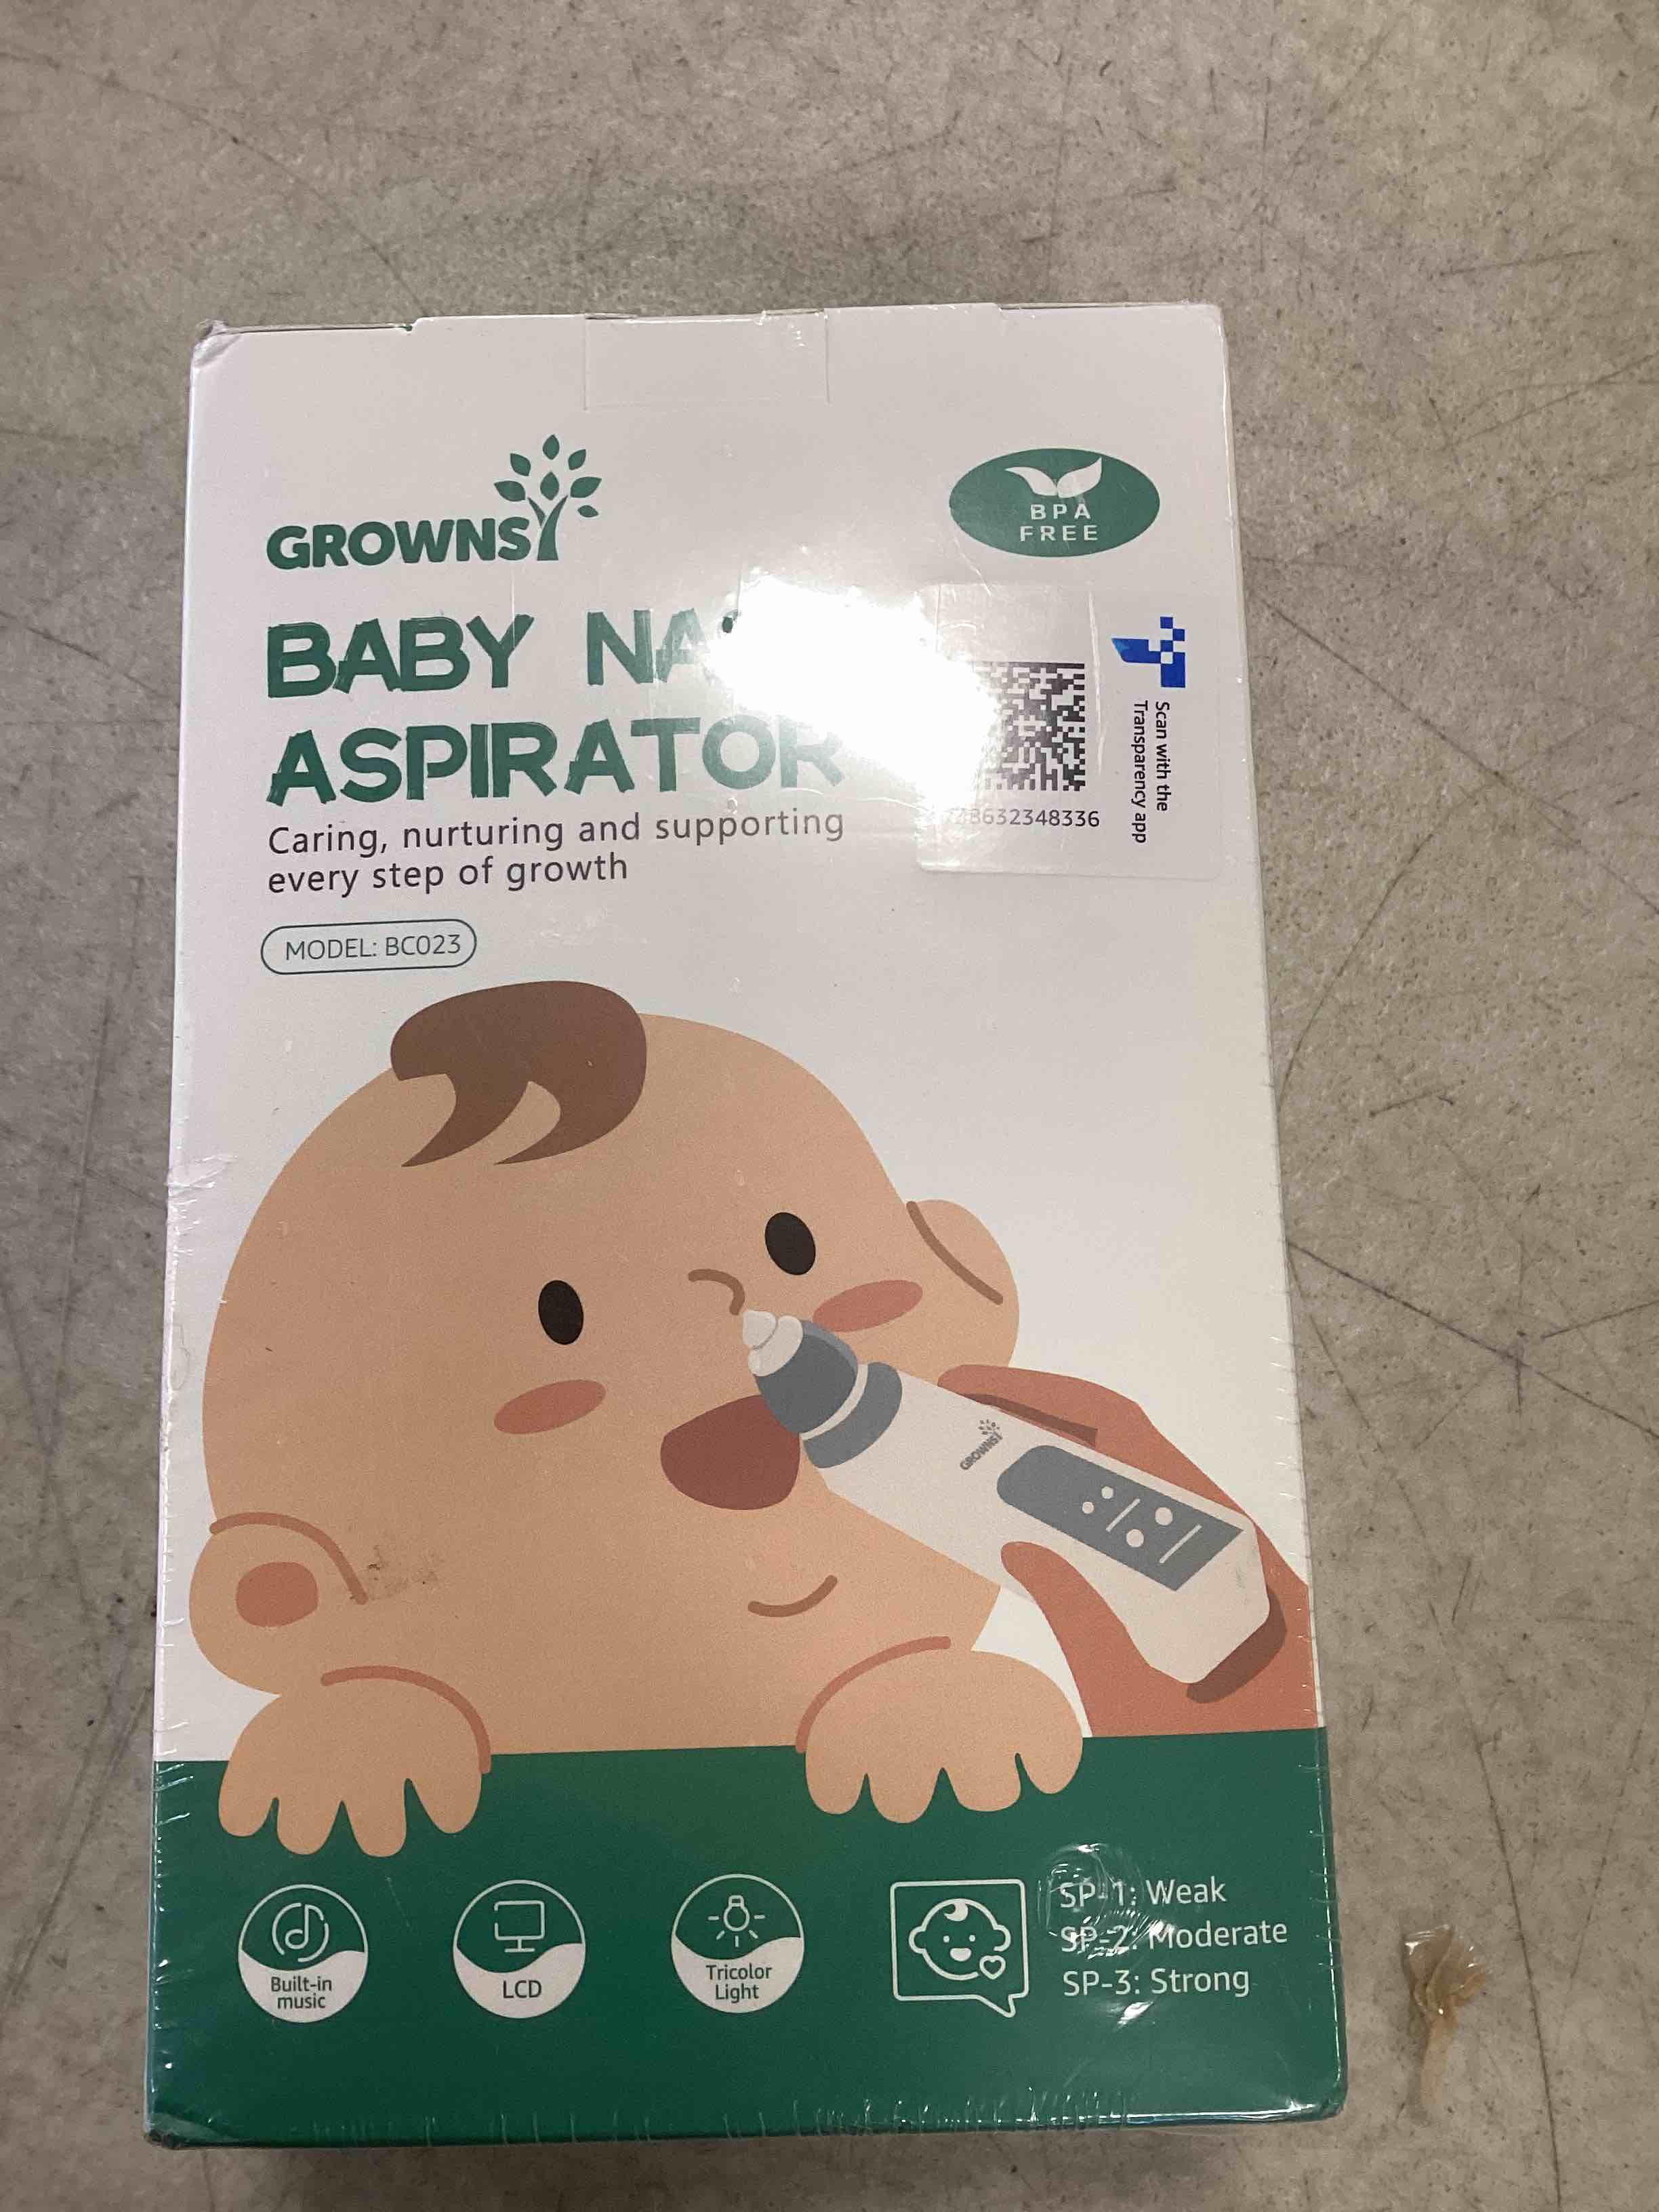 GROWNSY
BPA
FREE
BABY
ASPIRATOR
Caring, nurturing and supporting
every step of growth
Scan with the
Transparency app
MODEL: BC023
GROWNSY
Built-in
music
LCD
Tricolor
Light
SP-1: Weak
SP-2: Moderate
SP-3: Strong